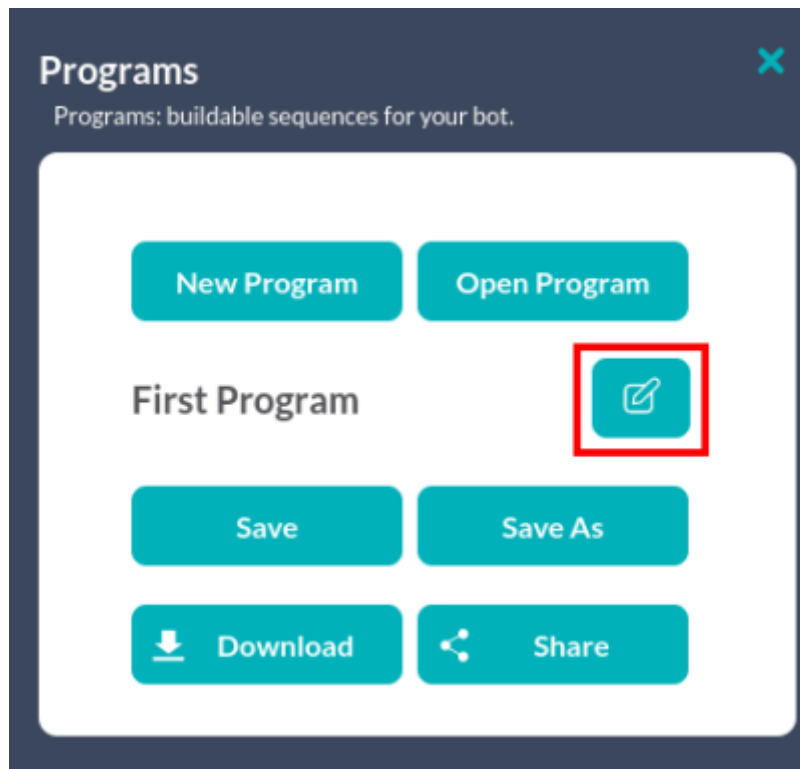 Programs
Programs: buildable sequences for your bot.
New Program
Open Program
First Program
Save
Save As
Download
Share